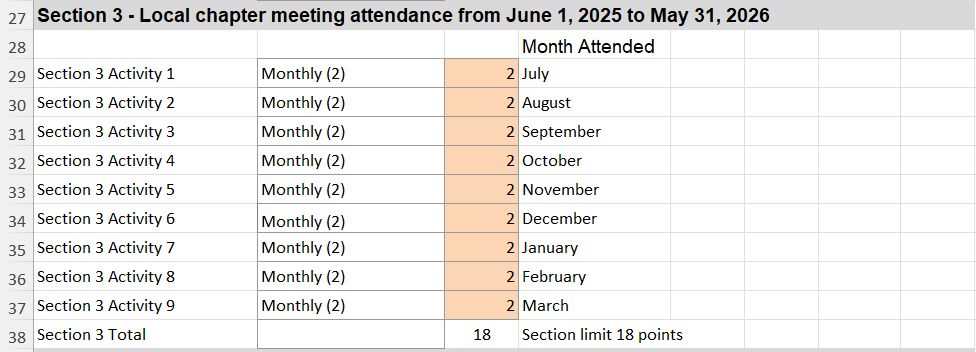 27 Section 3 - Local chapter meeting attendance from June 1, 2025 to May 31, 2026
28 Month Attended
29 Section 3 Activity 1 Monthly (2) 2 July
30 Section 3 Activity 2 Monthly (2) 2 August
31 Section 3 Activity 3 Monthly (2) 2 September
32 Section 3 Activity 4 Monthly (2) 2 October
33 Section 3 Activity 5 Monthly (2) 2 November
34 Section 3 Activity 6 Monthly (2) 2 December
35 Section 3 Activity 7 Monthly (2) 2 January
36 Section 3 Activity 8 Monthly (2) 2 February
37 Section 3 Activity 9 Monthly (2) 2 March
38 Section 3 Total 18 Section limit 18 points